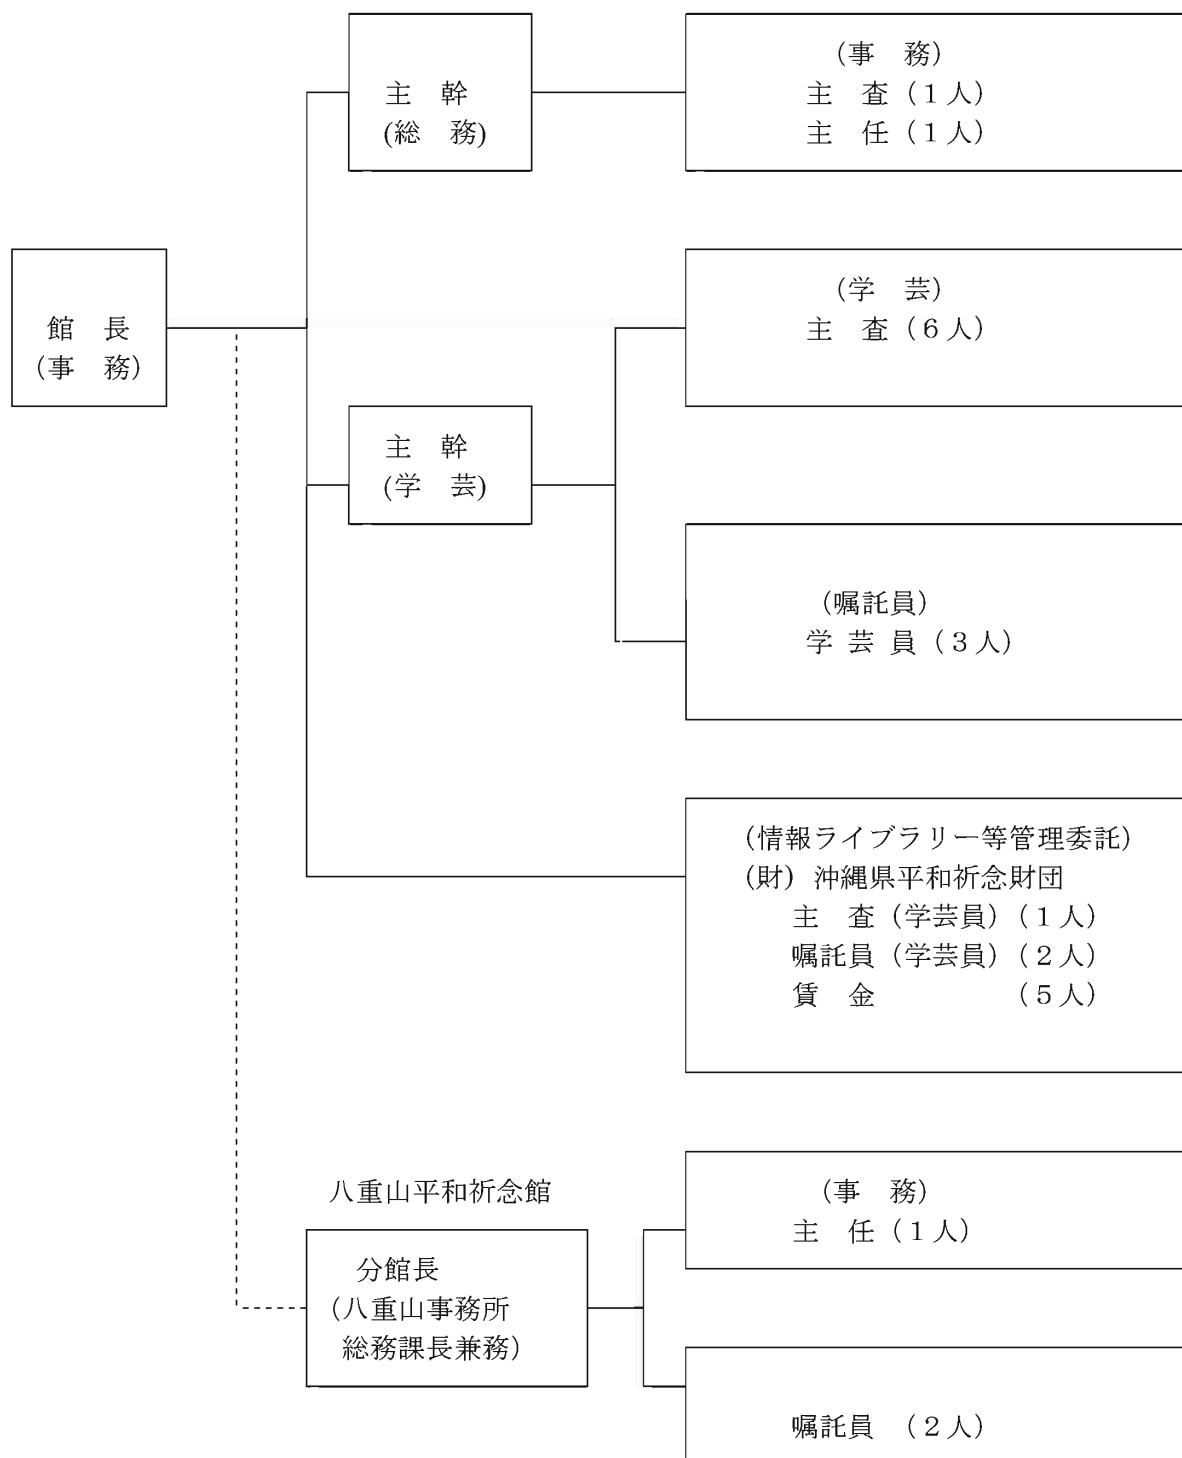 館　長
(事　務)
主　幹
(総　務)
(事　務)
主　査（１人）
主　任（１人）
主　幹
(学　芸)
(学　芸)
主　査（６人）
(嘱託員)
学 芸 員（３人）
(情報ライブラリー等管理委託)
(財）沖縄県平和祈念財団
主　査（学芸員）（１人）
嘱託員（学芸員）（２人）
賃　金　　　　　（５人）
八重山平和祈念館
分館長
(八重山事務所
総務課長兼務)
(事　務)
主　任（１人）
嘱託員　（２人）